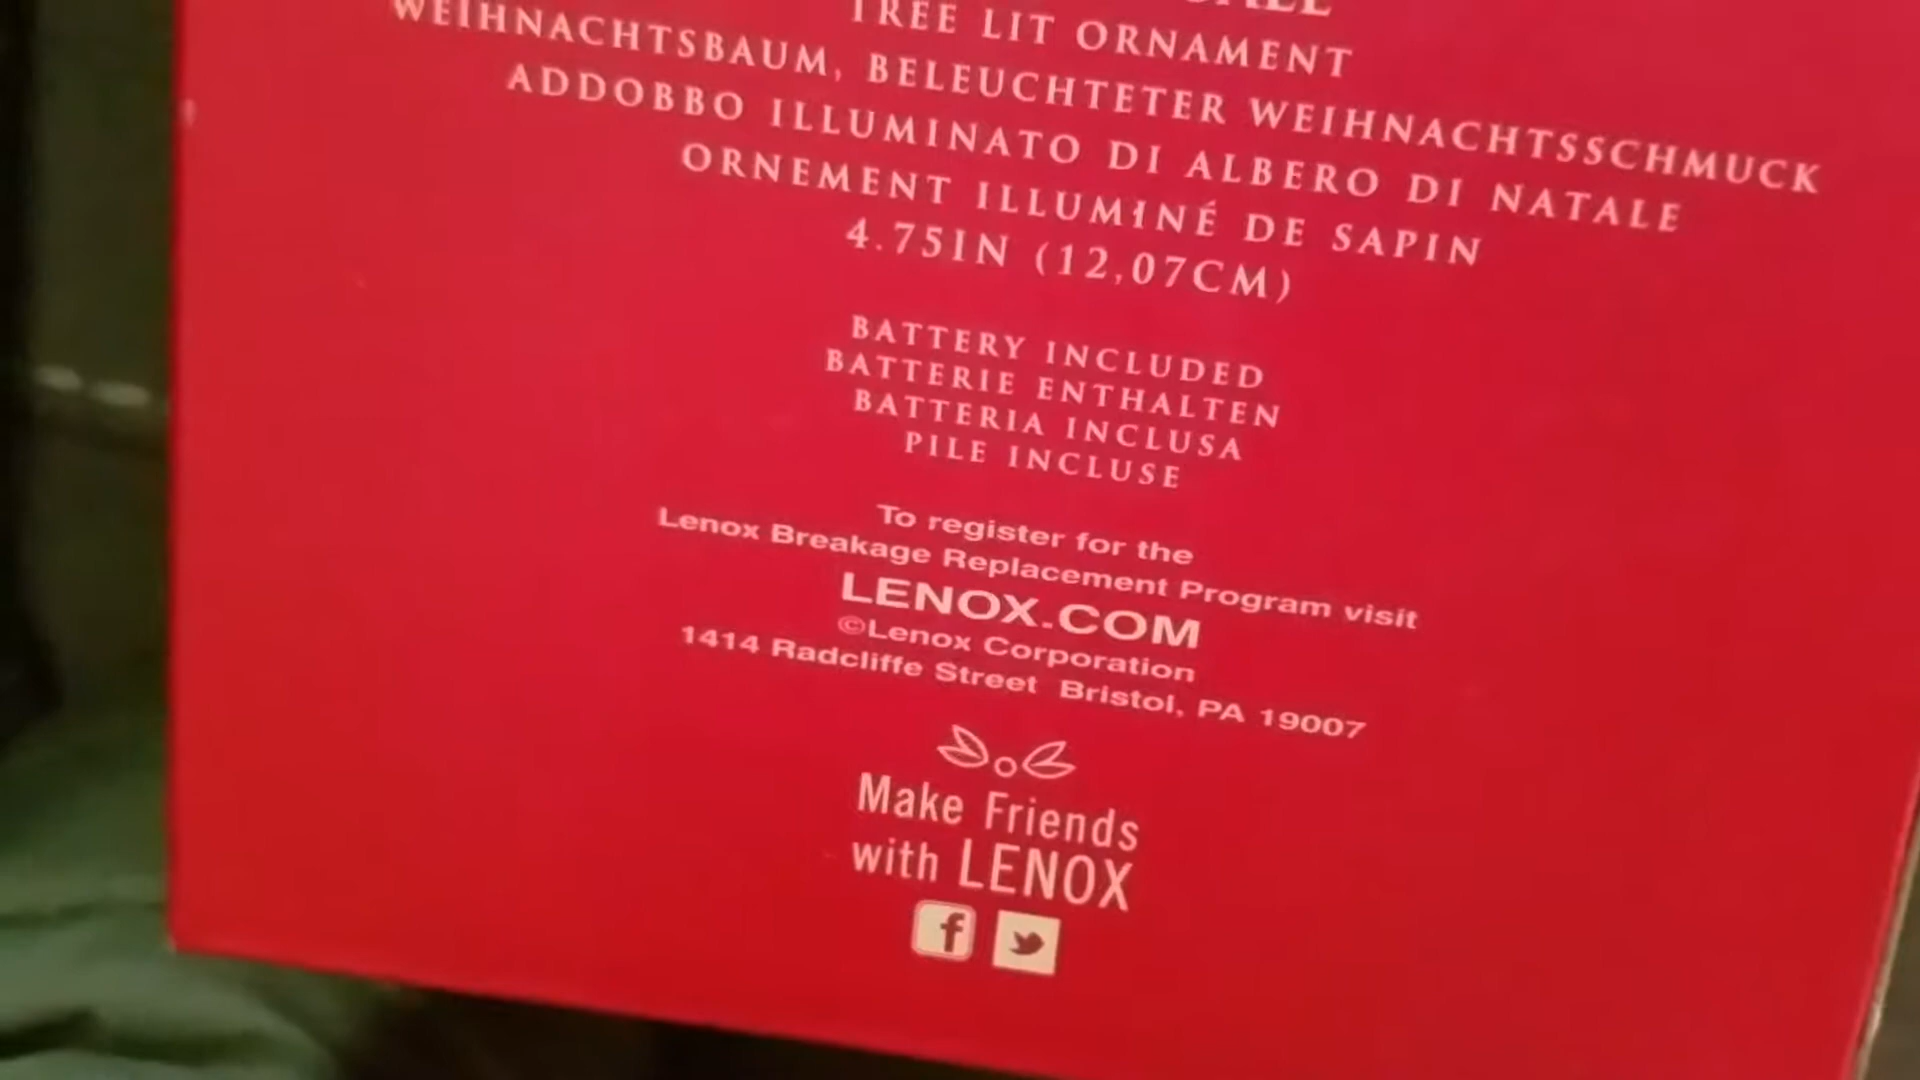 TREE LIT ORNAMENT
WEIHNACHTSBAUM, BELEUCHTETER WEIHNACHTSSCHMUCK
ADDOBBO ILLUMINATO DI ALBERO DI NATALE
ORNEMENT ILLUMINÉ DE SAPIN
4.75IN (12,07CM)
BATTERY INCLUDED
BATTERIE ENTHALTEN
BATTERIA INCLUSA
PILE INCLUSE
To register for the
Lenox Breakage Replacement Program visit
LENOX.COM
©Lenox Corporation
1414 Radcliffe Street Bristol, PA 19007
Make Friends
with LENOX
f